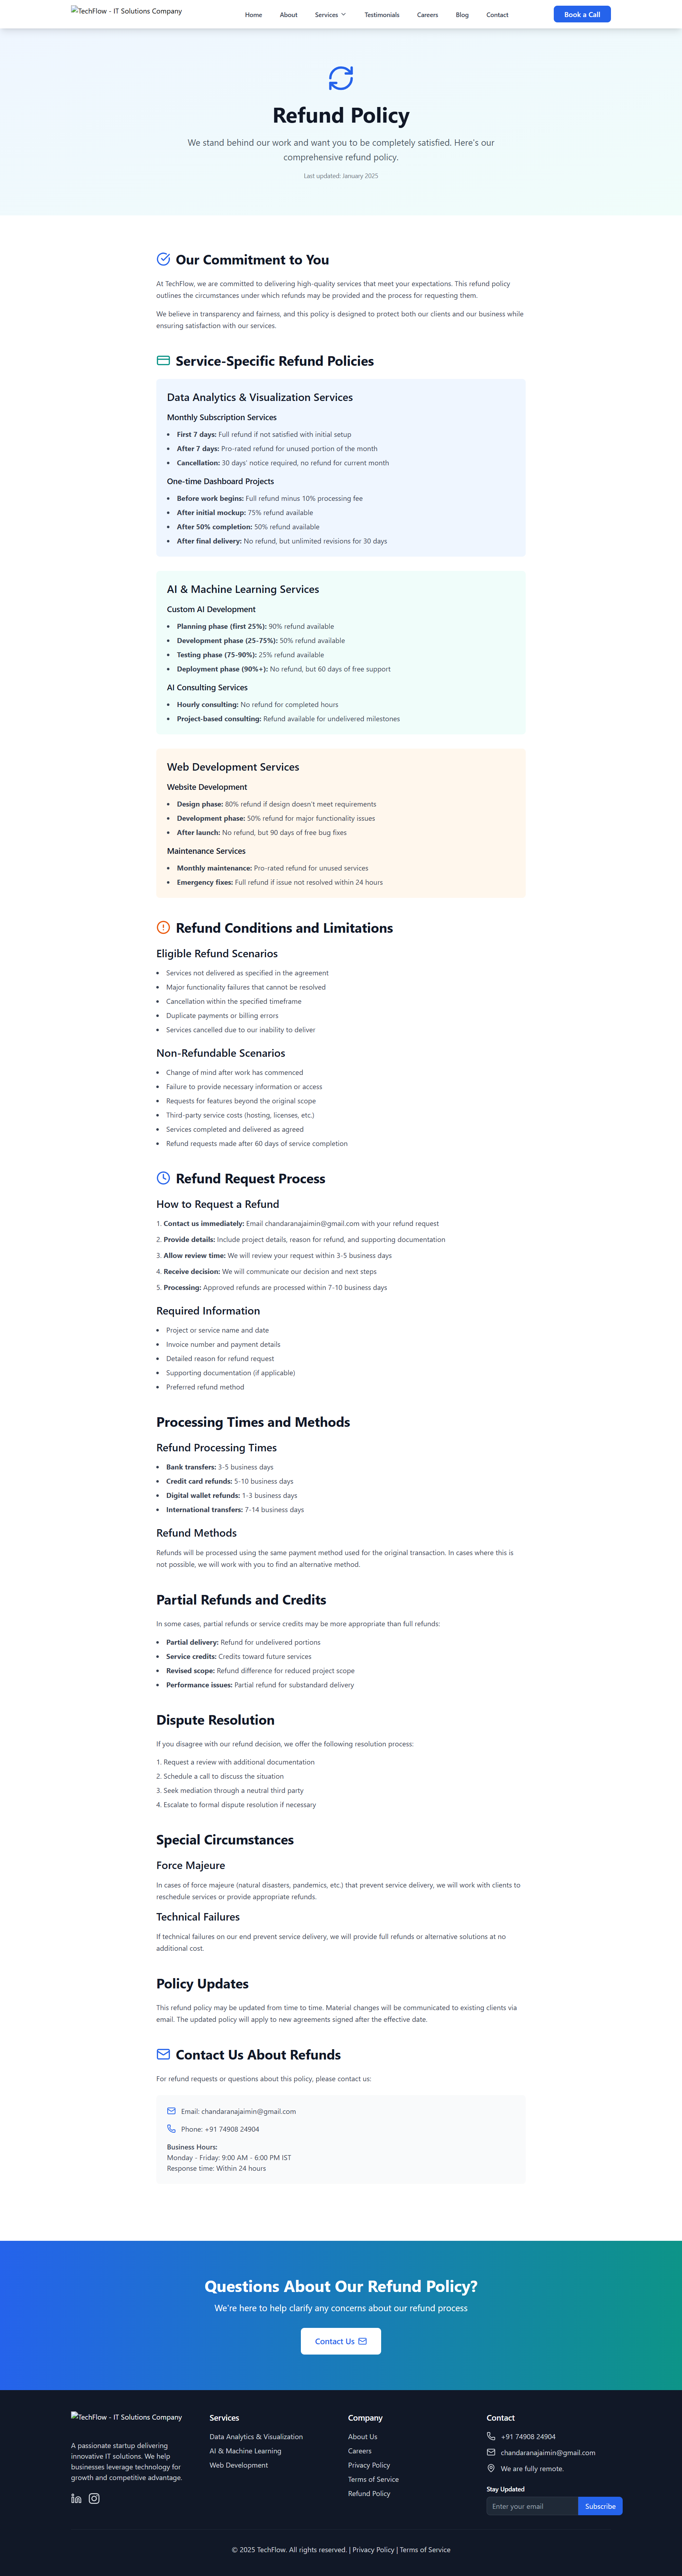 TechFlow - IT Solutions Company
Home
About
Services
Testimonials
Careers
Blog
Contact
Book a Call
Refund Policy
We stand behind our work and want you to be completely satisfied. Here's our
comprehensive refund policy.
Last updated: January 2025
Our Commitment to You
At TechFlow, we are committed to delivering high-quality services that meet your expectations. This refund policy
outlines the circumstances under which refunds may be provided and the process for requesting them.
We believe in transparency and fairness, and this policy is designed to protect both our clients and our business while
ensuring satisfaction with our services.
Service-Specific Refund Policies
Data Analytics & Visualization Services
Monthly Subscription Services
• First 7 days: Full refund if not satisfied with initial setup
• After 7 days: Pro-rated refund for unused portion of the month
• Cancellation: 30 days' notice required, no refund for current month
One-time Dashboard Projects
• Before work begins: Full refund minus 10% processing fee
• After initial mockup: 75% refund available
• After 50% completion: 50% refund available
• After final delivery: No refund, but unlimited revisions for 30 days
AI & Machine Learning Services
Custom AI Development
• Planning phase (first 25%): 90% refund available
• Development phase (25-75%): 50% refund available
• Testing phase (75-90%): 25% refund available
• Deployment phase (90%+): No refund, but 60 days of free support
AI Consulting Services
• Hourly consulting: No refund for completed hours
• Project-based consulting: Refund available for undelivered milestones
Web Development Services
Website Development
• Design phase: 80% refund if design doesn't meet requirements
• Development phase: 50% refund for major functionality issues
• After launch: No refund, but 90 days of free bug fixes
Maintenance Services
• Monthly maintenance: Pro-rated refund for unused services
• Emergency fixes: Full refund if issue not resolved within 24 hours
Refund Conditions and Limitations
Eligible Refund Scenarios
• Services not delivered as specified in the agreement
• Major functionality failures that cannot be resolved
• Cancellation within the specified timeframe
• Duplicate payments or billing errors
• Services cancelled due to our inability to deliver
Non-Refundable Scenarios
• Change of mind after work has commenced
• Failure to provide necessary information or access
• Requests for features beyond the original scope
• Third-party service costs (hosting, licenses, etc.)
• Services completed and delivered as agreed
• Refund requests made after 60 days of service completion
Refund Request Process
How to Request a Refund
1. Contact us immediately: Email chandaranajaimin@gmail.com with your refund request
2. Provide details: Include project details, reason for refund, and supporting documentation
3. Allow review time: We will review your request within 3-5 business days
4. Receive decision: We will communicate our decision and next steps
5. Processing: Approved refunds are processed within 7-10 business days
Required Information
• Project or service name and date
• Invoice number and payment details
• Detailed reason for refund request
• Supporting documentation (if applicable)
• Preferred refund method
Processing Times and Methods
Refund Processing Times
• Bank transfers: 3-5 business days
• Credit card refunds: 5-10 business days
• Digital wallet refunds: 1-3 business days
• International transfers: 7-14 business days
Refund Methods
Refunds will be processed using the same payment method used for the original transaction. In cases where this is
not possible, we will work with you to find an alternative method.
Partial Refunds and Credits
In some cases, partial refunds or service credits may be more appropriate than full refunds:
• Partial delivery: Refund for undelivered portions
• Service credits: Credits toward future services
• Revised scope: Refund difference for reduced project scope
• Performance issues: Partial refund for substandard delivery
Dispute Resolution
If you disagree with our refund decision, we offer the following resolution process:
1. Request a review with additional documentation
2. Schedule a call to discuss the situation
3. Seek mediation through a neutral third party
4. Escalate to formal dispute resolution if necessary
Special Circumstances
Force Majeure
In cases of force majeure (natural disasters, pandemics, etc.) that prevent service delivery, we will work with clients to
reschedule services or provide appropriate refunds.
Technical Failures
If technical failures on our end prevent service delivery, we will provide full refunds or alternative solutions at no
additional cost.
Policy Updates
This refund policy may be updated from time to time. Material changes will be communicated to existing clients via
email. The updated policy will apply to new agreements signed after the effective date.
Contact Us About Refunds
For refund requests or questions about this policy, please contact us:
Email: chandaranajaimin@gmail.com
Phone: +91 74908 24904
Business Hours:
Monday - Friday: 9:00 AM - 6:00 PM IST
Response time: Within 24 hours
Questions About Our Refund Policy?
We're here to help clarify any concerns about our refund process
Contact Us
TechFlow - IT Solutions Company
A passionate startup delivering
innovative IT solutions. We help
businesses leverage technology for
growth and competitive advantage.
Services
Data Analytics & Visualization
AI & Machine Learning
Web Development
Company
About Us
Careers
Privacy Policy
Terms of Service
Refund Policy
Contact
+91 74908 24904
chandaranajaimin@gmail.com
We are fully remote.
Stay Updated
Enter your email
Subscribe
© 2025 TechFlow. All rights reserved. | Privacy Policy | Terms of Service